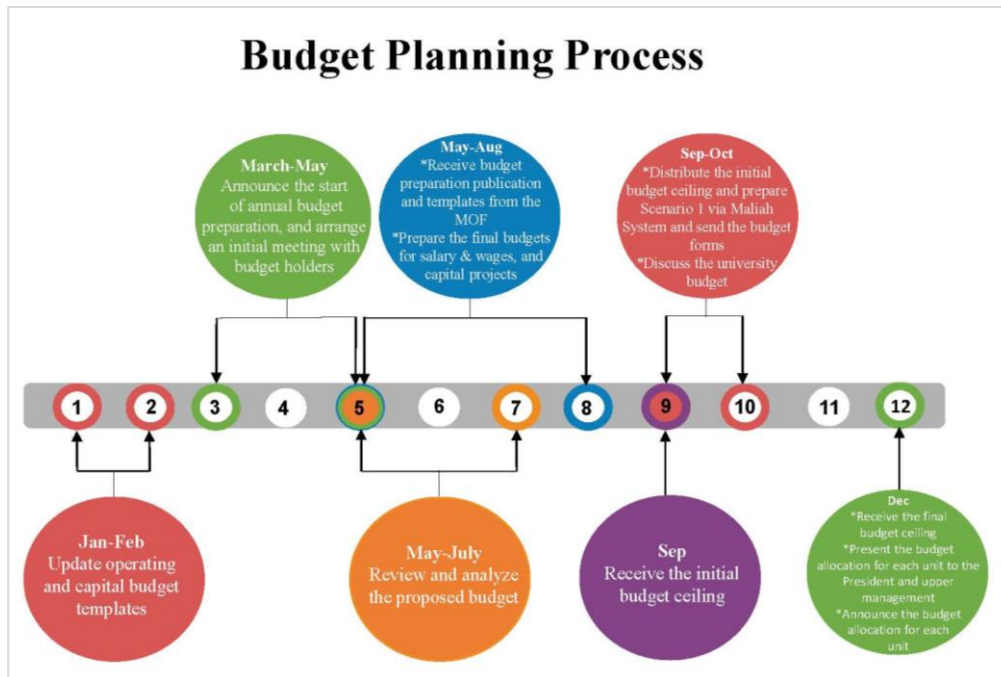 Budget Planning Process
March-May
Announce the start
of annual budget
preparation, and arrange
an initial meeting with
budget holders
May-Aug
*Receive budget
preparation publication
and templates from the
MOF
*Prepare the final budgets
for salary & wages, and
capital projects
Sep-Oct
*Distribute the initial
budget ceiling and prepare
Scenario 1 via Maliah
System and send the budget
forms
*Discuss the university
budget
1 2 3 4 5 6 7 8 9 10 11 12
Jan-Feb
Update operating
and capital budget
templates
May-July
Review and analyze
the proposed budget
Sep
Receive the initial
budget ceiling
Dec
*Receive the final
budget ceiling
*Present the budget
allocation for each unit to the
President and upper
management
*Announce the budget
allocation for each
unit